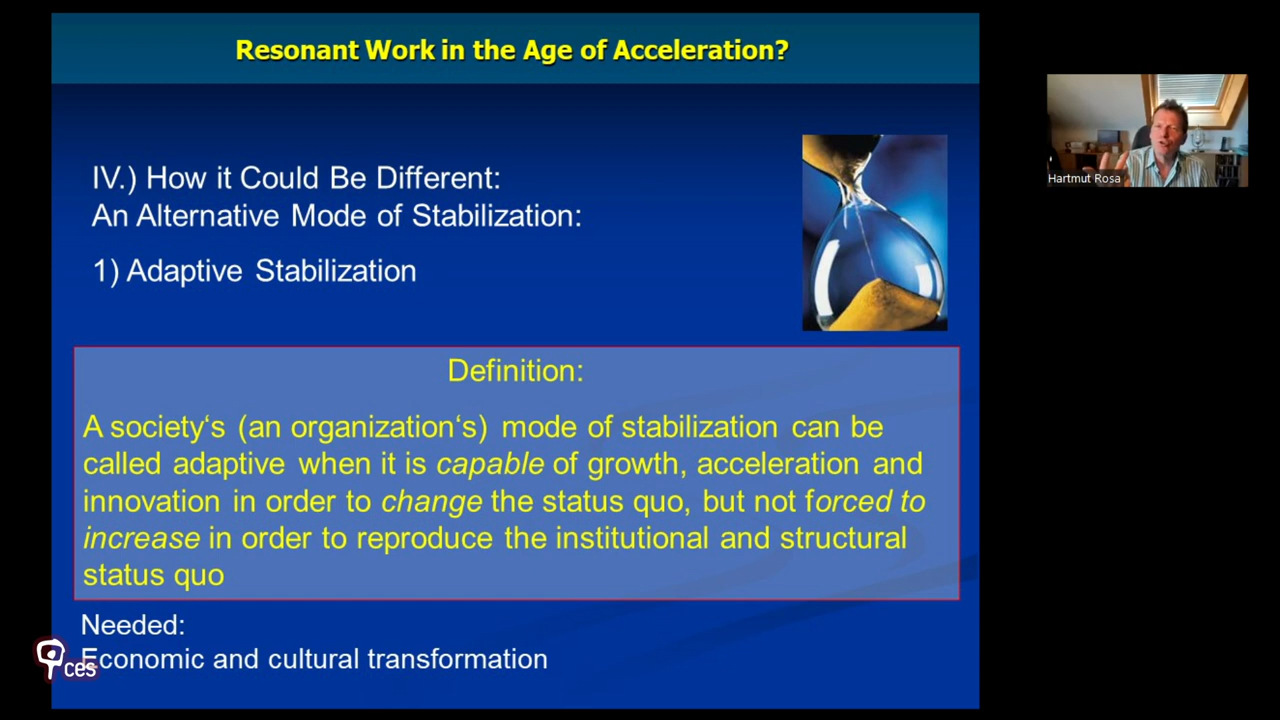 Resonant Work in the Age of Acceleration?
IV.) How it Could Be Different:
An Alternative Mode of Stabilization:
1) Adaptive Stabilization
Hartmut Rosa
Definition:
A society‘s (an organization‘s) mode of stabilization can be
called adaptive when it is capable of growth, acceleration and
innovation in order to change the status quo, but not forced to
increase in order to reproduce the institutional and structural
status quo
Needed:
Economic and cultural transformation
ces